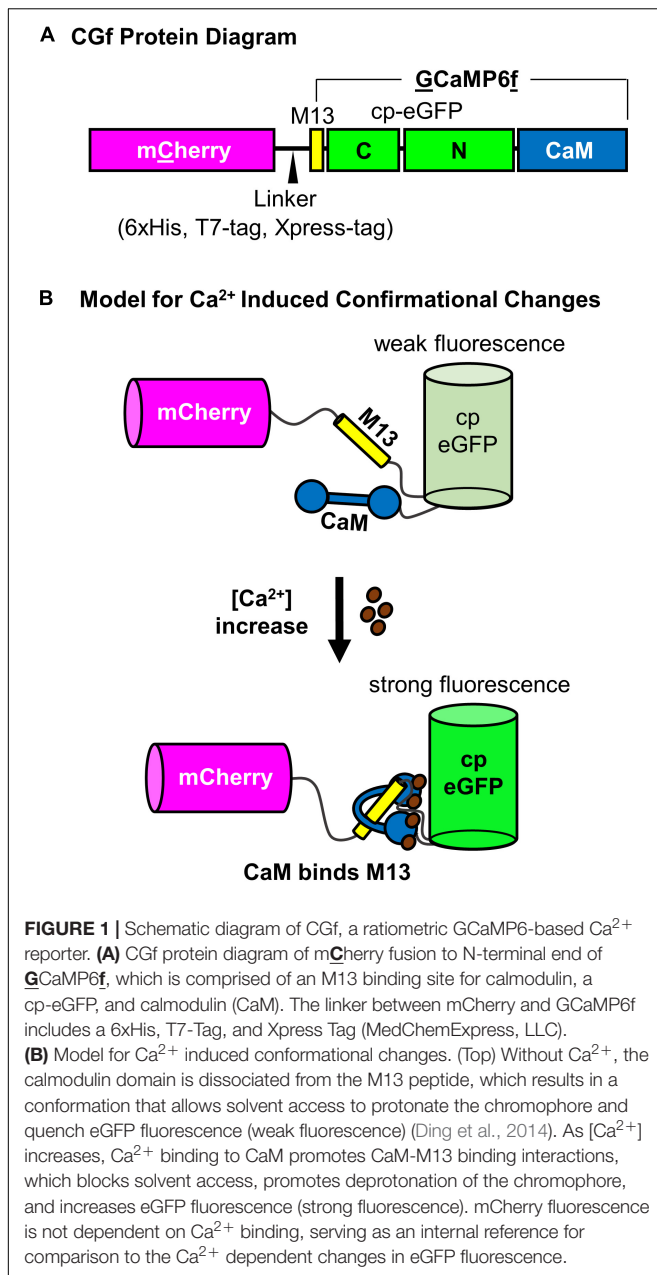 A CGf Protein Diagram
GCaMP6f
M13 cp-eGFP
mCherry C N CaM
Linker
(6xHis, T7-tag, Xpress-tag)
B Model for Ca²⁺ Induced Confirmational Changes
weak fluorescence
mCherry
M13
cp
eGFP
CaM
[Ca²⁺]
increase
strong fluorescence
mCherry
cp
eGFP
CaM binds M13
FIGURE 1 | Schematic diagram of CGf, a ratiometric GCaMP6-based Ca²⁺
reporter. (A) CGf protein diagram of mCherry fusion to N-terminal end of
GCaMP6f, which is comprised of an M13 binding site for calmodulin, a
cp-eGFP, and calmodulin (CaM). The linker between mCherry and GCaMP6f
includes a 6xHis, T7-Tag, and Xpress Tag (MedChemExpress, LLC).
(B) Model for Ca²⁺ induced conformational changes. (Top) Without Ca²⁺, the
calmodulin domain is dissociated from the M13 peptide, which results in a
conformation that allows solvent access to protonate the chromophore and
quench eGFP fluorescence (weak fluorescence) (Ding et al., 2014). As [Ca²⁺]
increases, Ca²⁺ binding to CaM promotes CaM-M13 binding interactions,
which blocks solvent access, promotes deprotonation of the chromophore,
and increases eGFP fluorescence (strong fluorescence). mCherry fluorescence
is not dependent on Ca²⁺ binding, serving as an internal reference for
comparison to the Ca²⁺ dependent changes in eGFP fluorescence.